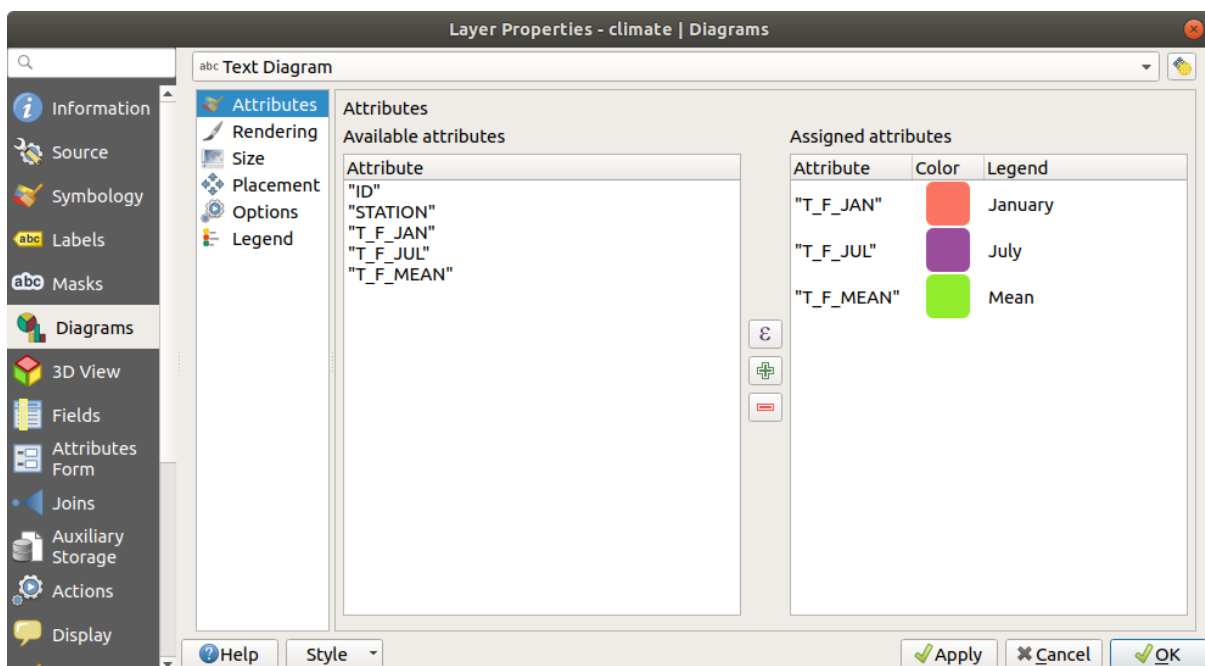 Layer Properties - climate | Diagrams
abc Text Diagram
Information
Source
Symbology
abc Labels
abc Masks
Diagrams
3D View
Fields
Attributes
Form
Joins
Auxiliary
Storage
Actions
Display
Attributes
Rendering
Size
Placement
Options
Legend
Attributes
Available attributes
Attribute
"ID"
"STATION"
"T_F_JAN"
"T_F_JUL"
"T_F_MEAN"
ε
Assigned attributes
Attribute Color Legend
"T_F_JAN" January
"T_F_JUL" July
"T_F_MEAN" Mean
Help Style Apply Cancel OK